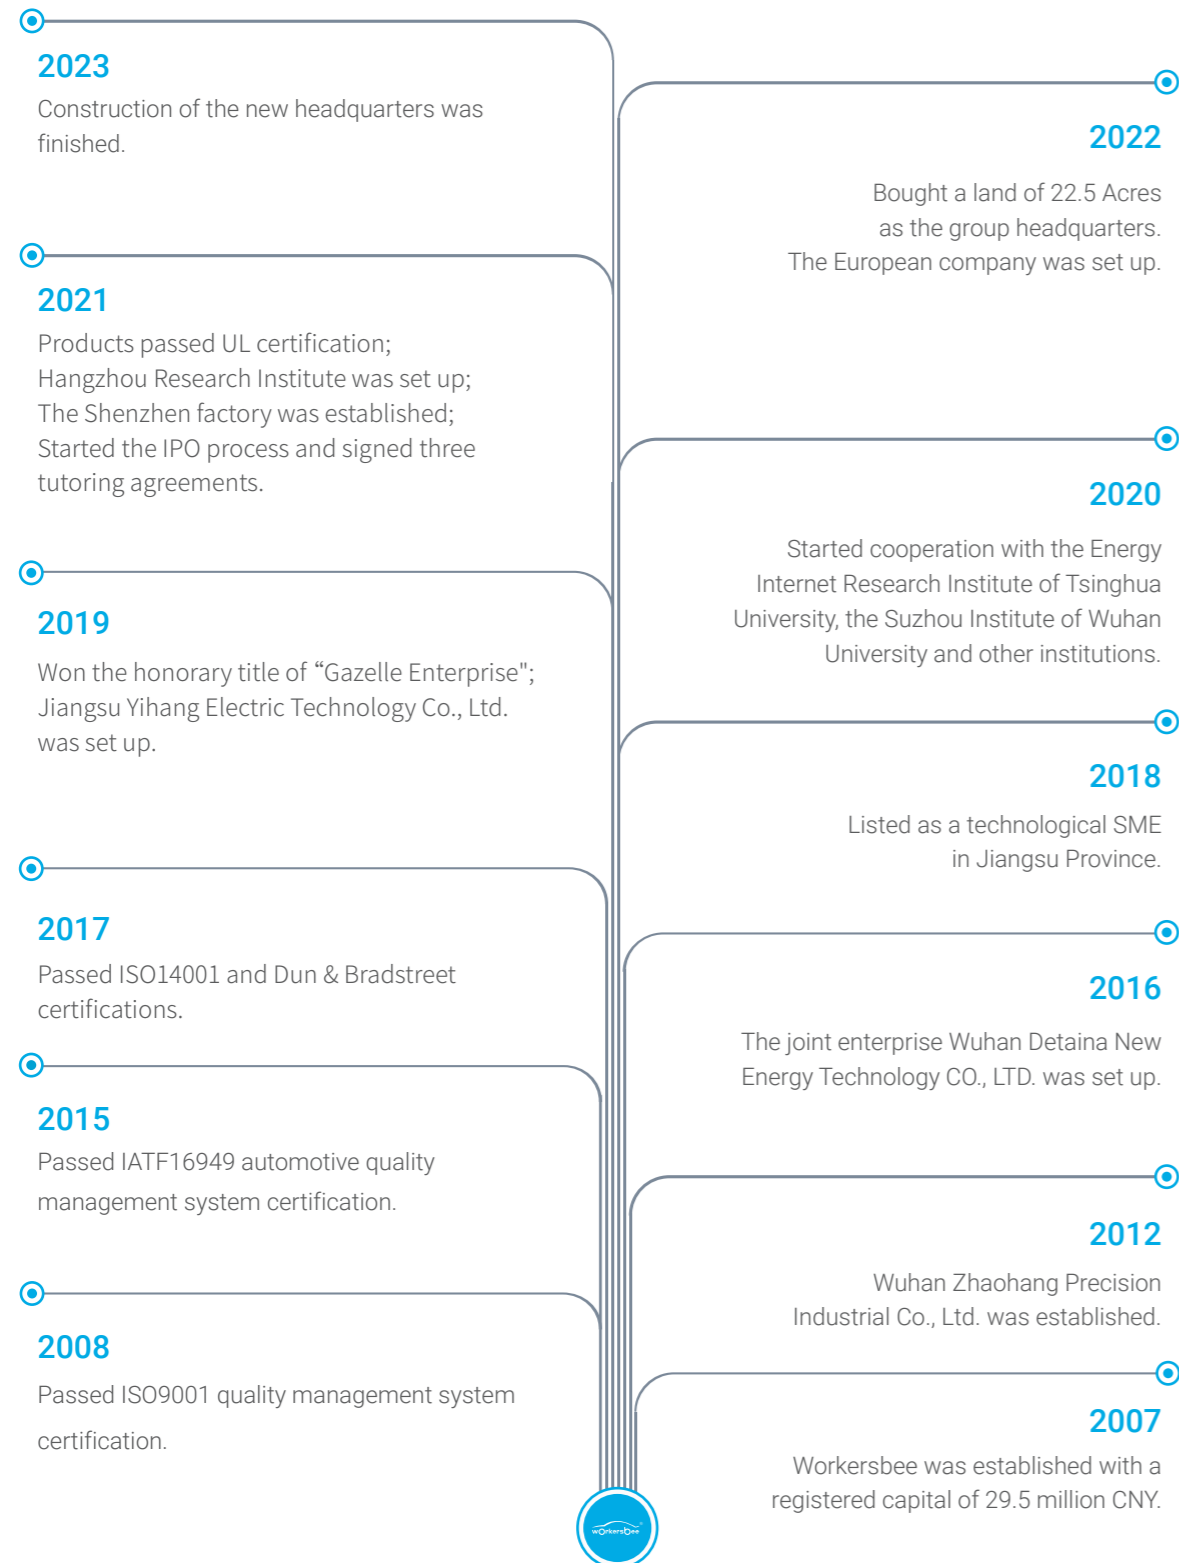 2023
Construction of the new headquarters was
finished.
2022
Bought a land of 22.5 Acres
as the group headquarters.
The European company was set up.
2021
Products passed UL certification;
Hangzhou Research Institute was set up;
The Shenzhen factory was established;
Started the IPO process and signed three
tutoring agreements.
2020
Started cooperation with the Energy
Internet Research Institute of Tsinghua
University, the Suzhou Institute of Wuhan
University and other institutions.
2019
Won the honorary title of “Gazelle Enterprise";
Jiangsu Yihang Electric Technology Co., Ltd.
was set up.
2018
Listed as a technological SME
in Jiangsu Province.
2017
Passed ISO14001 and Dun & Bradstreet
certifications.
2016
The joint enterprise Wuhan Detaina New
Energy Technology CO., LTD. was set up.
2015
Passed IATF16949 automotive quality
management system certification.
2012
Wuhan Zhaohang Precision
Industrial Co., Ltd. was established.
2008
Passed ISO9001 quality management system
certification.
2007
Workersbee was established with a
registered capital of 29.5 million CNY.
workersbee